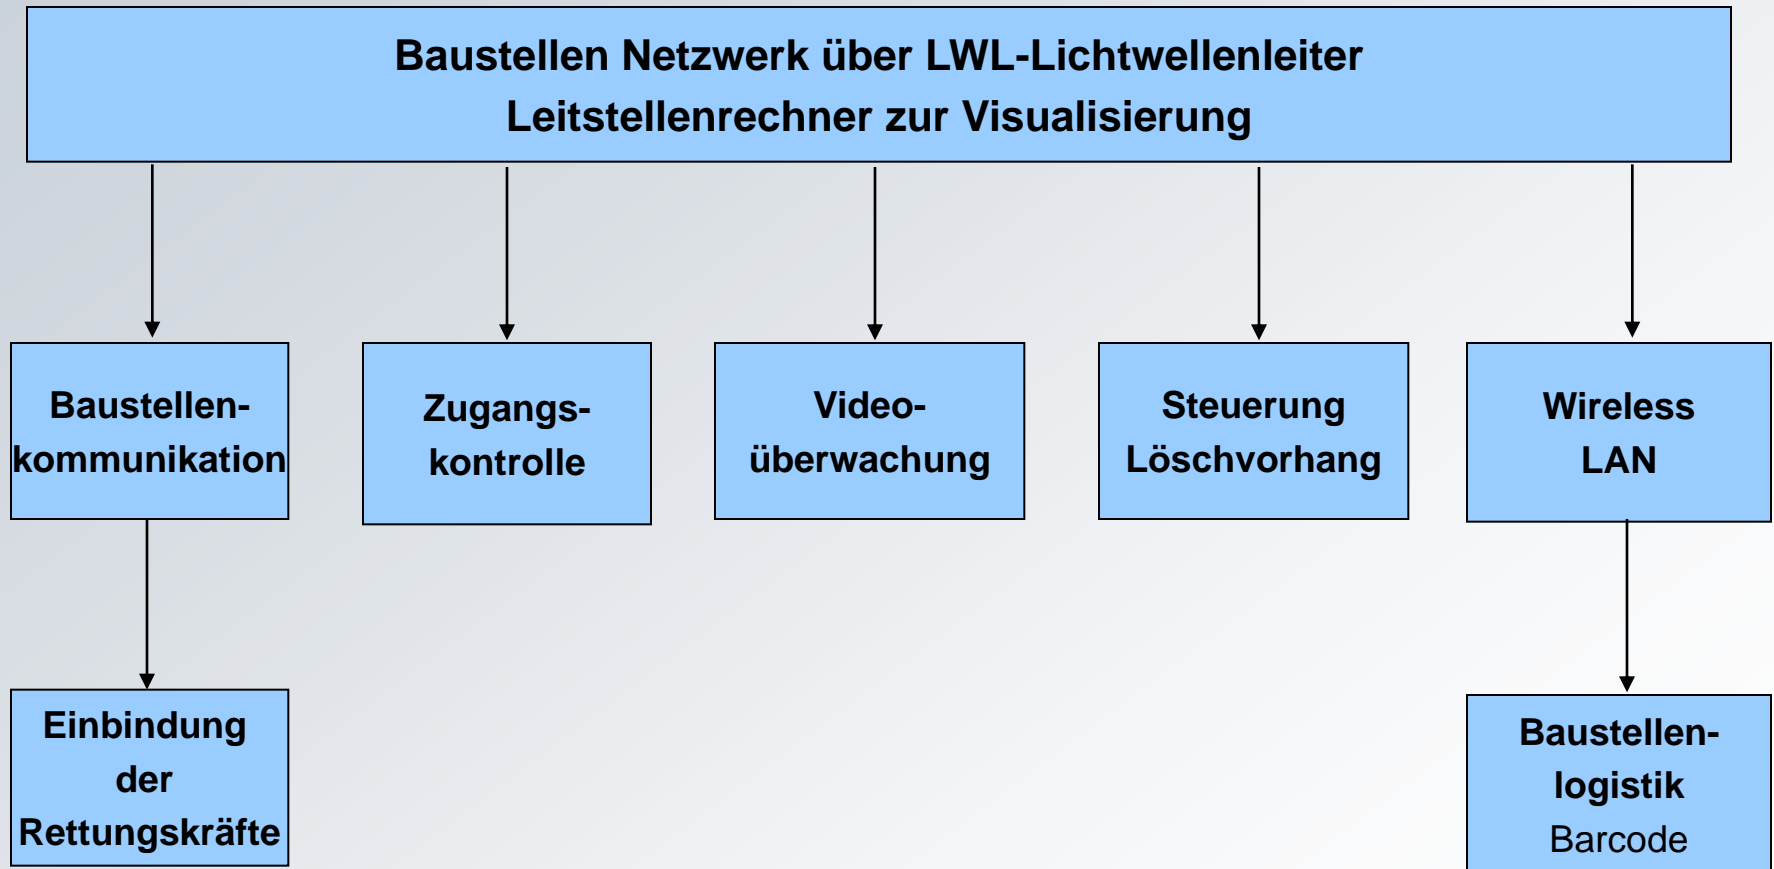 Baustellen Netzwerk über LWL-Lichtwellenleiter
Leitstellenrechner zur Visualisierung
Baustellen-
kommunikation
Zugangs-
kontrolle
Video-
überwachung
Steuerung
Löschvorhang
Wireless
LAN
Einbindung
der
Rettungskräfte
Baustellen-
logistik
Barcode